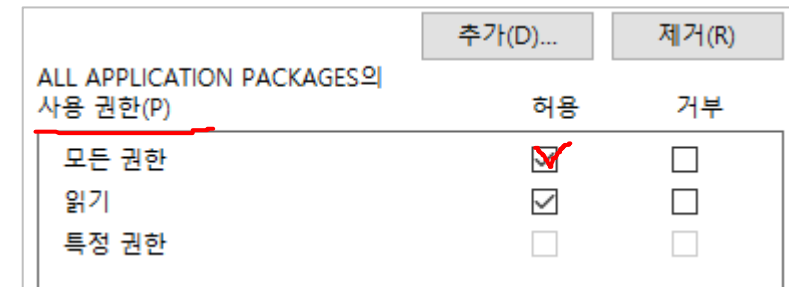 추가(D)... 제거(R)
ALL APPLICATION PACKAGES의
사용 권한(P) 허용 거부
모든 권한
읽기
특정 권한